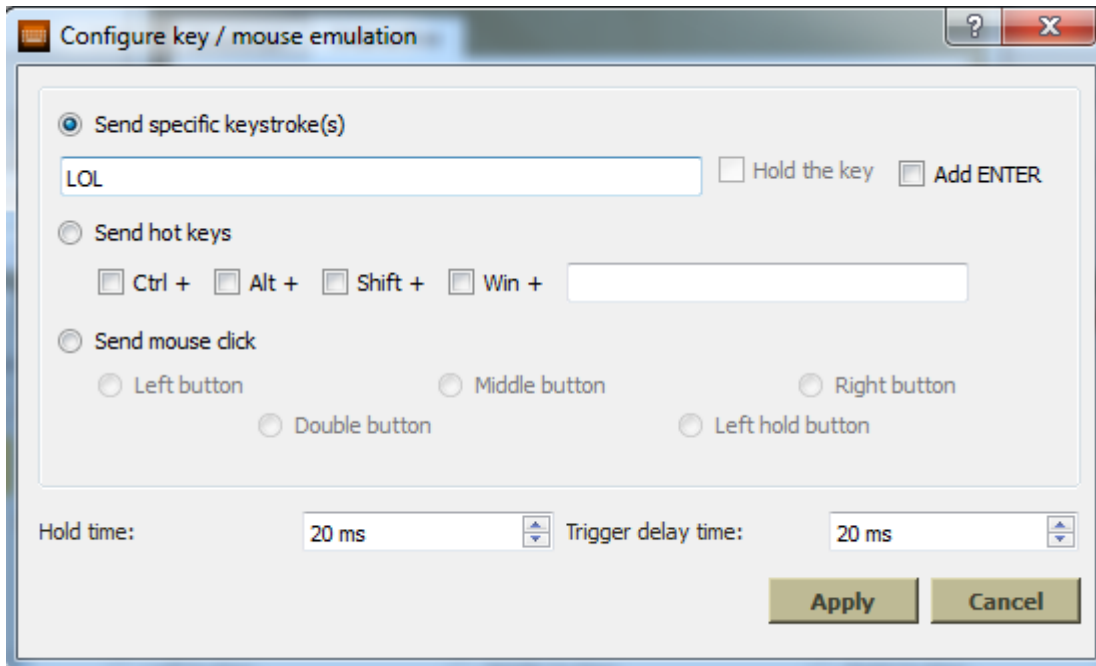 Configure key / mouse emulation
Send specific keystroke(s)
LOL Hold the key Add ENTER
Send hot keys
Ctrl + Alt + Shift + Win +
Send mouse click
Left button Middle button Right button
Double button Left hold button
Hold time: 20 ms Trigger delay time: 20 ms
Apply Cancel